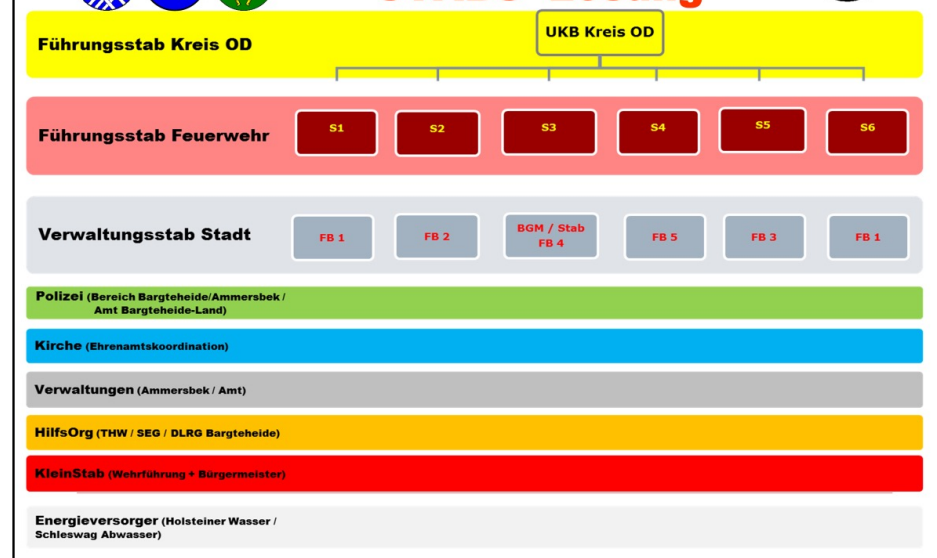 UKB Kreis OD
Führungsstab Kreis OD
Führungsstab Feuerwehr
S1
S2
S3
S4
S5
S6
Verwaltungsstab Stadt
FB 1
FB 2
BGM / Stab
FB 4
FB 5
FB 3
FB 1
Polizei (Bereich Bargteheide/Ammersbek /
Amt Bargteheide-Land)
Kirche (Ehrenamtskoordination)
Verwaltungen (Ammersbek / Amt)
HilfsOrg (THW / SEG / DLRG Bargteheide)
KleinStab (Wehrführung + Bürgermeister)
Energieversorger (Holsteiner Wasser /
Schleswag Abwasser)